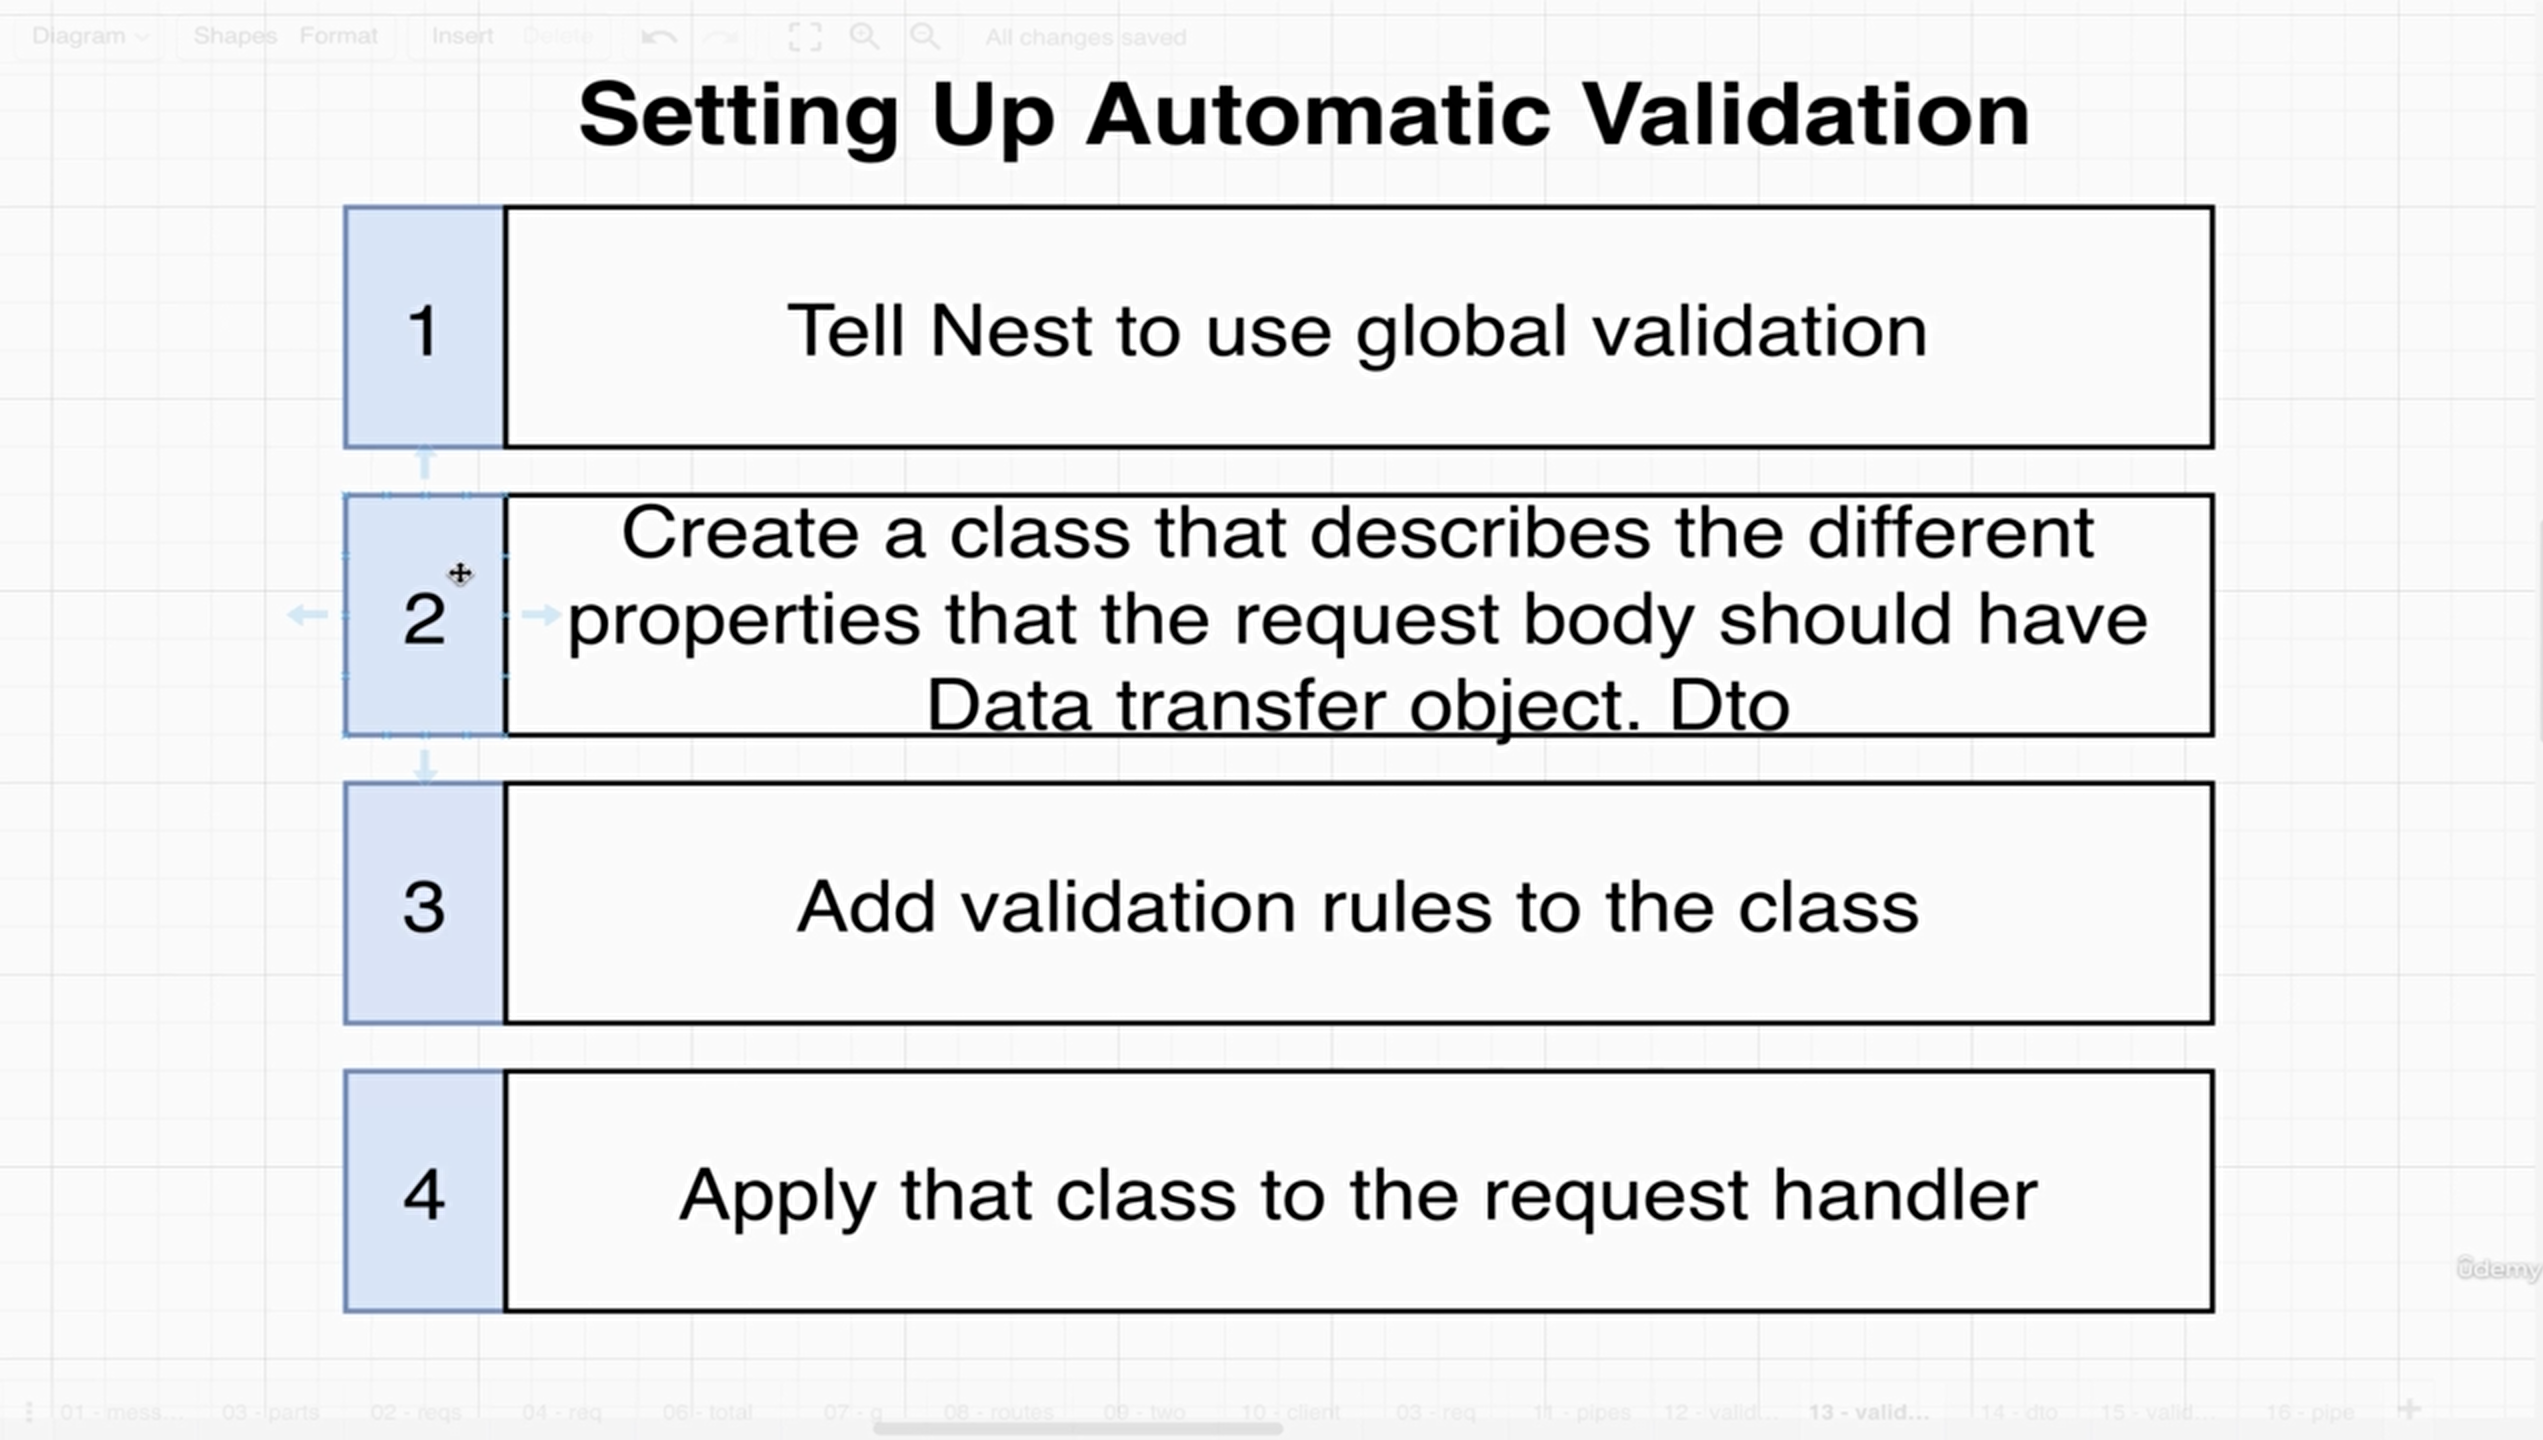 Diagram
Shapes
Format
Insert
Delete
All changes saved
Setting Up Automatic Validation
1
Tell Nest to use global validation
2
Create a class that describes the different
properties that the request body should have
Data transfer object. Dto
3
Add validation rules to the class
4
Apply that class to the request handler
ûdemy
01 - mess...
03 - parts
02 - reqs
04 - req
06 - total
07 - g
08 - routes
09 - two
10 - client
03 - req
11 - pipes
12 - valid...
13 - valid...
14 - dto
15 - valid...
16 - pipe